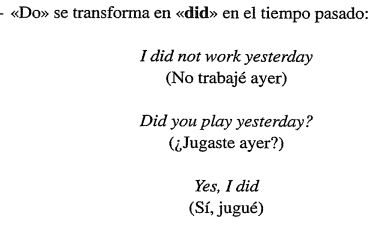 - «Do» se transforma en «did» en el tiempo pasado:
I did not work yesterday
(No trabajé ayer)
Did you play yesterday?
(¿Jugaste ayer?)
Yes, I did
(Sí, jugué)